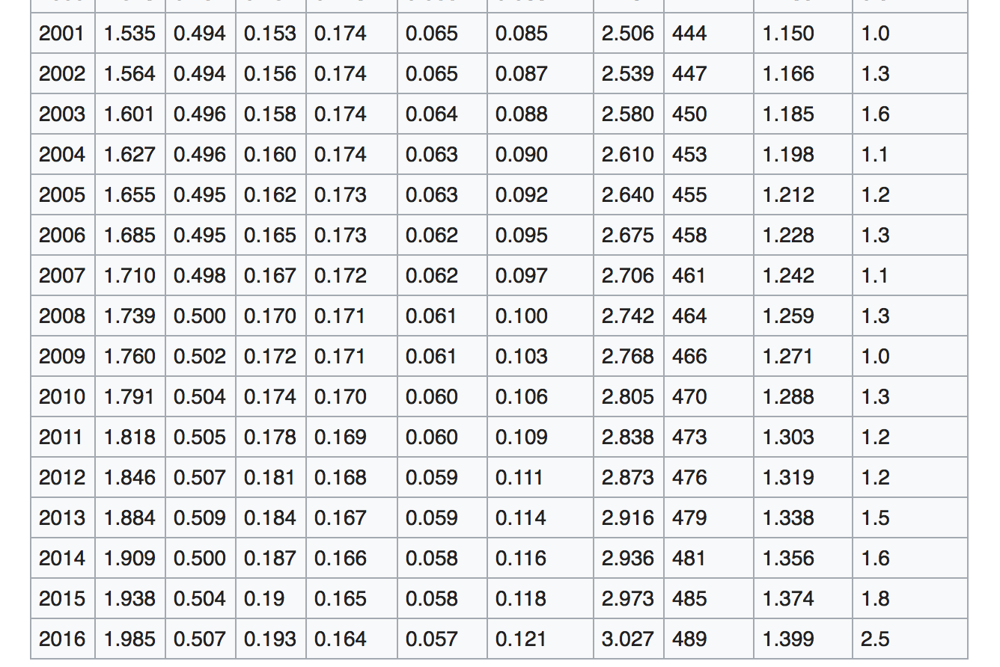 2001 1.535 0.494 0.153 0.174 0.065 0.085 2.506 444 1.150 1.0
2002 1.564 0.494 0.156 0.174 0.065 0.087 2.539 447 1.166 1.3
2003 1.601 0.496 0.158 0.174 0.064 0.088 2.580 450 1.185 1.6
2004 1.627 0.496 0.160 0.174 0.063 0.090 2.610 453 1.198 1.1
2005 1.655 0.495 0.162 0.173 0.063 0.092 2.640 455 1.212 1.2
2006 1.685 0.495 0.165 0.173 0.062 0.095 2.675 458 1.228 1.3
2007 1.710 0.498 0.167 0.172 0.062 0.097 2.706 461 1.242 1.1
2008 1.739 0.500 0.170 0.171 0.061 0.100 2.742 464 1.259 1.3
2009 1.760 0.502 0.172 0.171 0.061 0.103 2.768 466 1.271 1.0
2010 1.791 0.504 0.174 0.170 0.060 0.106 2.805 470 1.288 1.3
2011 1.818 0.505 0.178 0.169 0.060 0.109 2.838 473 1.303 1.2
2012 1.846 0.507 0.181 0.168 0.059 0.111 2.873 476 1.319 1.2
2013 1.884 0.509 0.184 0.167 0.059 0.114 2.916 479 1.338 1.5
2014 1.909 0.500 0.187 0.166 0.058 0.116 2.936 481 1.356 1.6
2015 1.938 0.504 0.19 0.165 0.058 0.118 2.973 485 1.374 1.8
2016 1.985 0.507 0.193 0.164 0.057 0.121 3.027 489 1.399 2.5